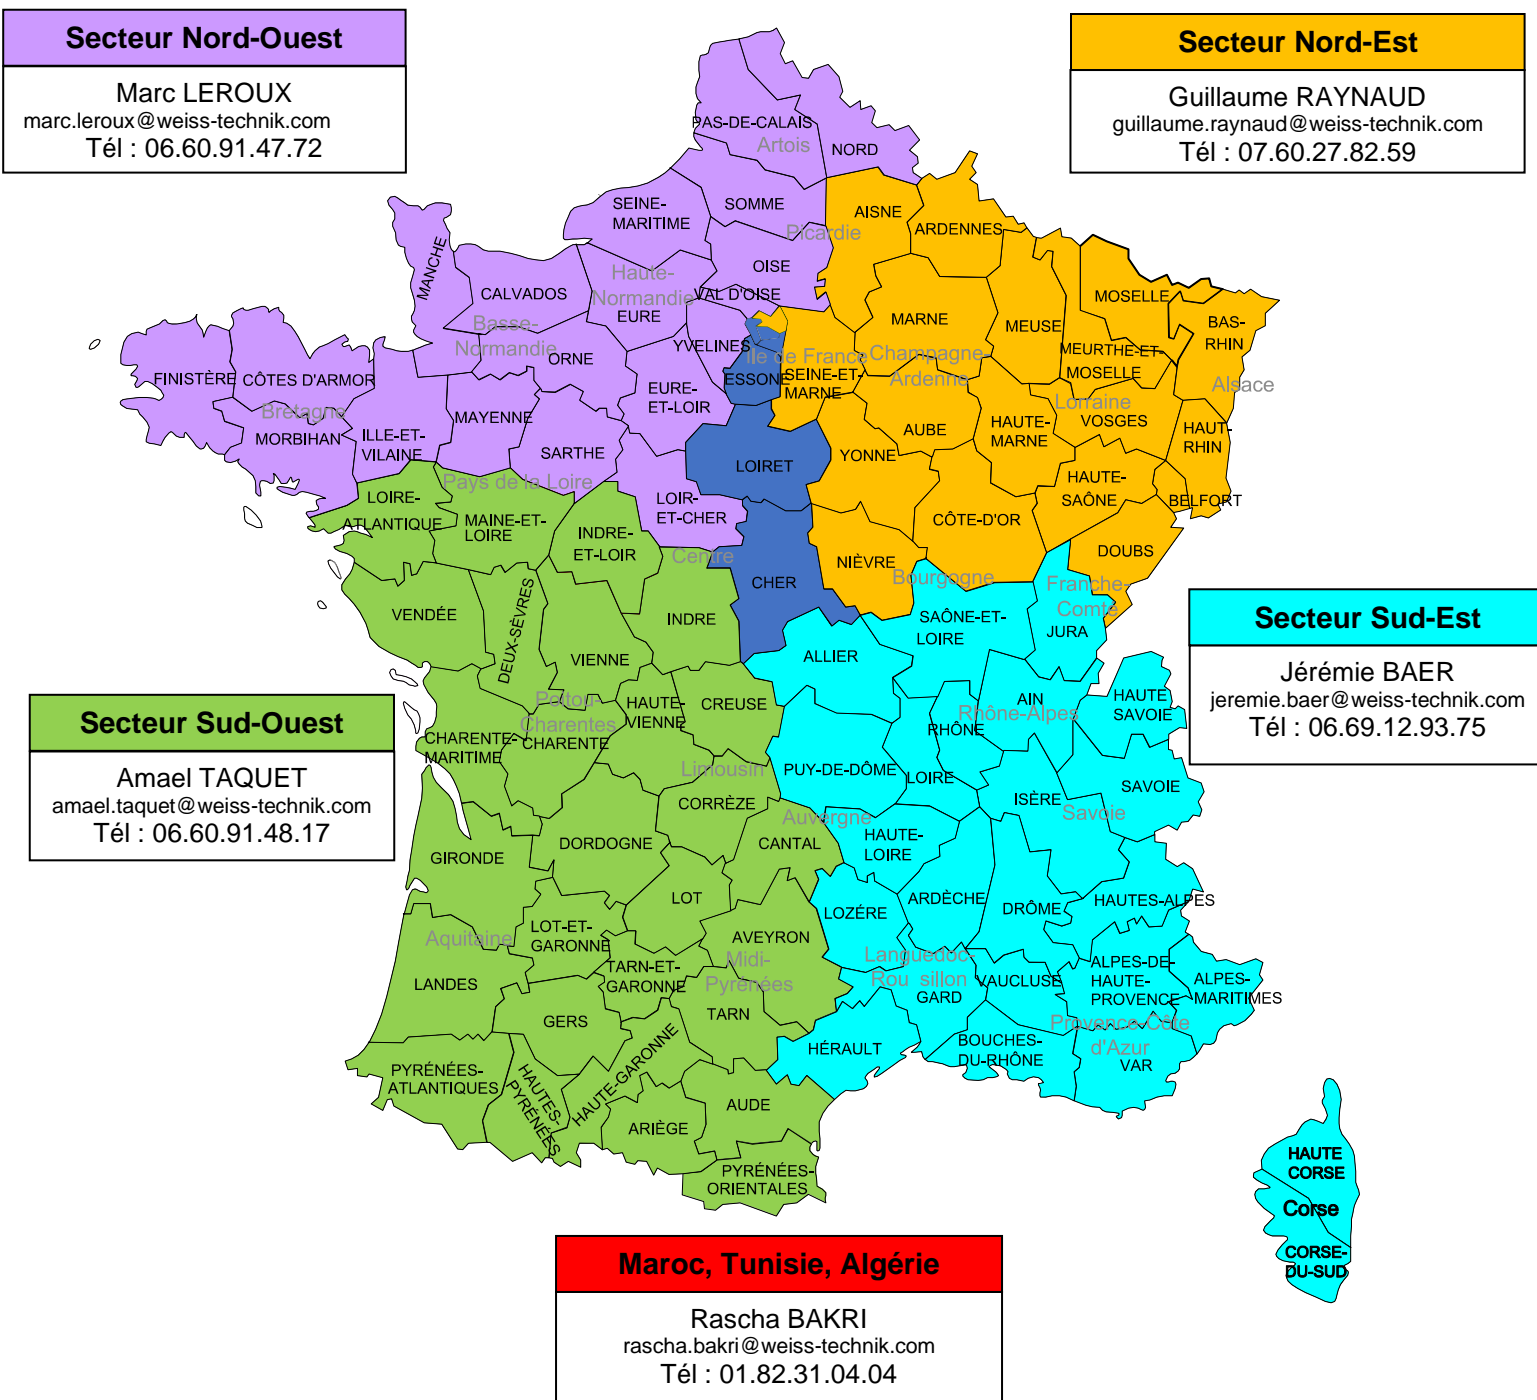 Secteur Nord-Ouest
Marc LEROUX
marc.leroux@weiss-technik.com
Tél : 06.60.91.47.72
Secteur Nord-Est
Guillaume RAYNAUD
guillaume.raynaud@weiss-technik.com
Tél : 07.60.27.82.59
PAS-DE-CALAIS
Artois
NORD
SOMME
Picardie
SEINE-
MARITIME
OISE
AISNE
ARDENNES
MANCHE
CALVADOS
Haute-
Normandie
EURE
VAL D'OISE
Basse-
Normandie
ORNE
YVELINES
Ile de France
ESSONE
SEINE-ET-
MARNE
MARNE
Champagne-
Ardenne
MEUSE
MOSELLE
MEURTHE-ET-
MOSELLE
BAS-
RHIN
Alsace
Lorraine
VOSGES
HAUT-
RHIN
FINISTÈRE
CÔTES D'ARMOR
Bretagne
MORBIHAN
ILLE-ET-
VILAINE
MAYENNE
SARTHE
EURE-
ET-LOIR
Pays de la Loire
LOIRET
YONNE
AUBE
HAUTE-
MARNE
HAUTE-
SAÔNE
BELFORT
LOIRE-
ATLANTIQUE
MAINE-ET-
LOIRE
INDRE-
ET-LOIR
LOIR-
ET-CHER
Centre
CHER
NIÈVRE
CÔTE-D'OR
Bourgogne
DOUBS
Franche-
Comté
JURA
VENDÉE
DEUX-SÈVRES
VIENNE
INDRE
ALLIER
SAÔNE-ET-
LOIRE
Secteur Sud-Est
Jérémie BAER
jeremie.baer@weiss-technik.com
Tél : 06.69.12.93.75
Secteur Sud-Ouest
Amael TAQUET
amael.taquet@weiss-technik.com
Tél : 06.60.91.48.17
Poitou-
Charentes
HAUTE-
VIENNE
CREUSE
CHARENTE-
MARITIME
CHARENTE
Limousin
PUY-DE-DÔME
RHÔNE
LOIRE
AIN
Rhône-Alpes
HAUTE
SAVOIE
SAVOIE
ISÈRE
Savoie
CORRÈZE
Auvergne
GIRONDE
DORDOGNE
CANTAL
HAUTE-
LOIRE
LOT
LOZÉRE
ARDÈCHE
DRÔME
HAUTES-ALPES
Aquitaine
LOT-ET-
GARONNE
AVEYRON
Midi-
Pyrénées
TARN-ET-
GARONNE
LANDES
Languedoc-
Rou sillon
GARD
VAUCLUSE
ALPES-DE-
HAUTE-
PROVENCE
ALPES-
MARITIMES
GERS
TARN
HÉRAULT
BOUCHES-
DU-RHÔNE
Provence-Côte
d'Azur
VAR
PYRÉNÉES-
ATLANTIQUES
HAUTES-
PYRÉNÉES
HAUTE-GARONNE
ARIÈGE
AUDE
PYRÉNÉES-
ORIENTALES
HAUTE
CORSE
Corse
CORSE-
DU-SUD
Maroc, Tunisie, Algérie
Rascha BAKRI
rascha.bakri@weiss-technik.com
Tél : 01.82.31.04.04